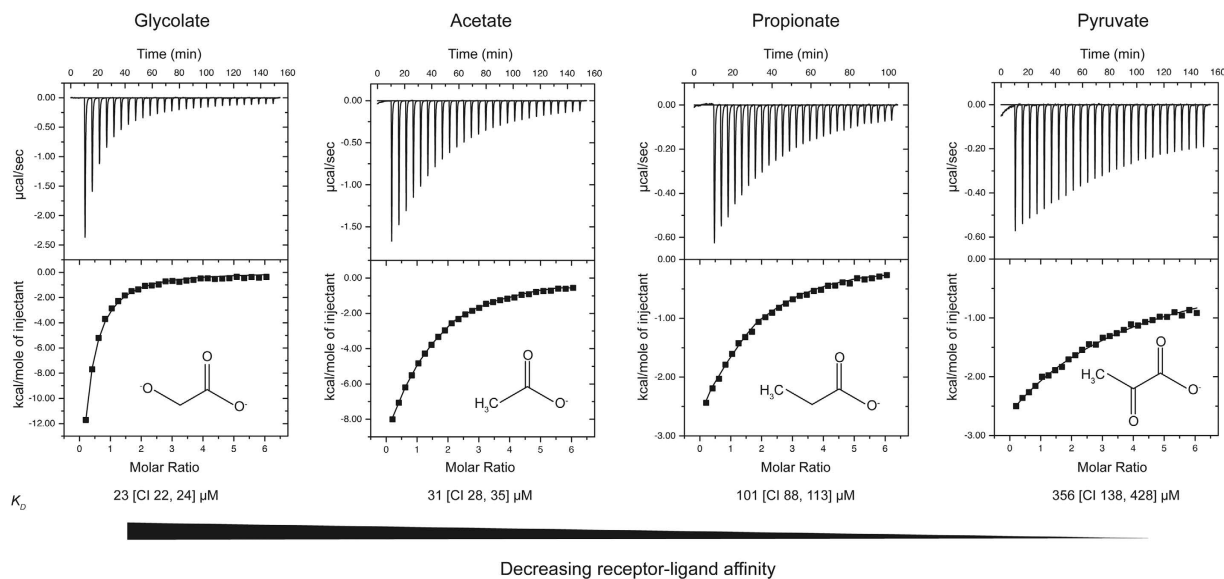 Glycolate
Acetate
Propionate
Pyruvate
Time (min)
Time (min)
Time (min)
Time (min)
0 20 40 60 80 100 120 140 160
0 20 40 60 80 100 120 140 160
20 40 60 80 100
0 20 40 60 80 100 120 140 160
µcal/sec
0.00
-0.50
-1.00
-1.50
-2.00
-2.50
µcal/sec
0.00
-0.50
-1.00
-1.50
µcal/sec
0.00
-0.20
-0.40
-0.60
µcal/sec
0.00
-0.20
-0.40
-0.60
kcal/mole of injectant
0.00
-2.00
-4.00
-6.00
-8.00
-10.00
-12.00
-O
O
O-
kcal/mole of injectant
0.00
-2.00
-4.00
-6.00
-8.00
O
H3C
O-
kcal/mole of injectant
0.00
-1.00
-2.00
-3.00
O
H3C
O-
kcal/mole of injectant
0.00
-1.00
-2.00
-3.00
O
H3C
O-
O
0 1 2 3 4 5 6
0 1 2 3 4 5 6
0 1 2 3 4 5 6
0 1 2 3 4 5 6
Molar Ratio
Molar Ratio
Molar Ratio
Molar Ratio
KD
23 [CI 22, 24] µM
31 [CI 28, 35] µM
101 [CI 88, 113] µM
356 [CI 138, 428] µM
Decreasing receptor-ligand affinity